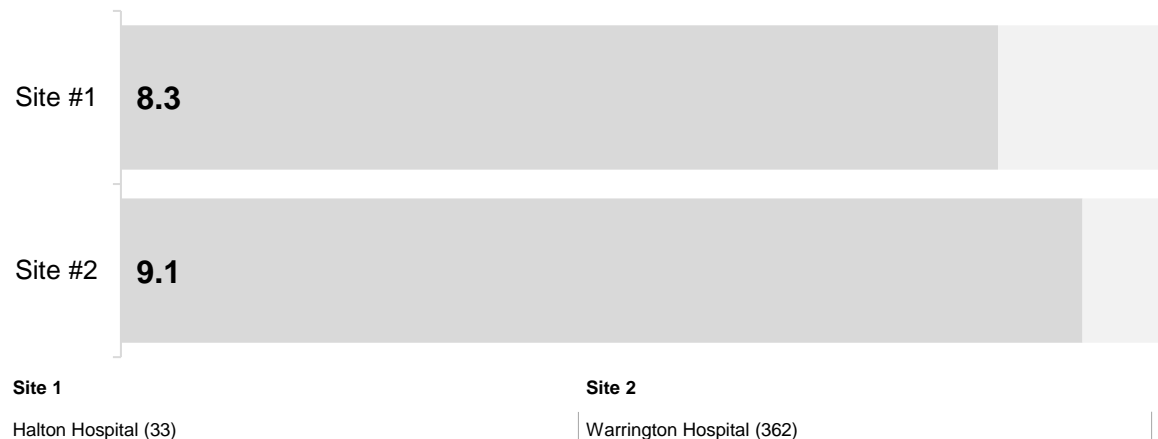 Site #1 8.3
Site #2 9.1
Site 1 Site 2
Halton Hospital (33) Warrington Hospital (362)